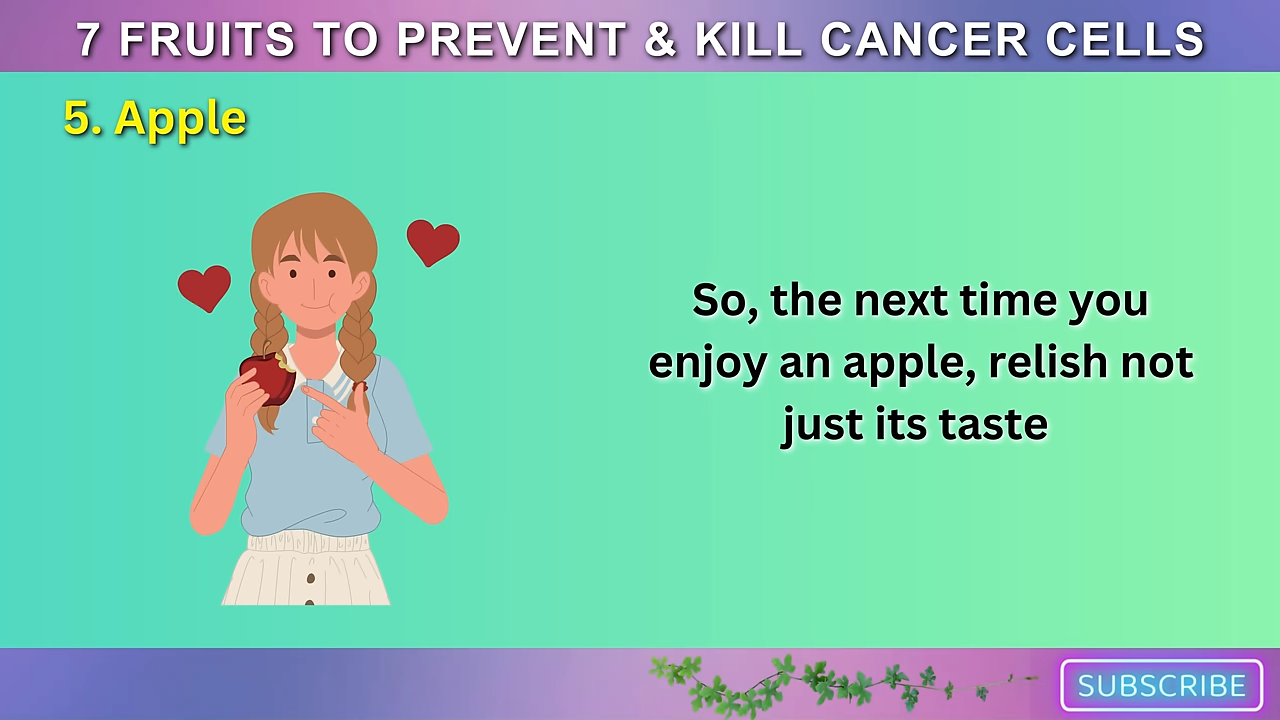 7 FRUITS TO PREVENT & KILL CANCER CELLS
5. Apple
So, the next time you
enjoy an apple, relish not
just its taste
SUBSCRIBE